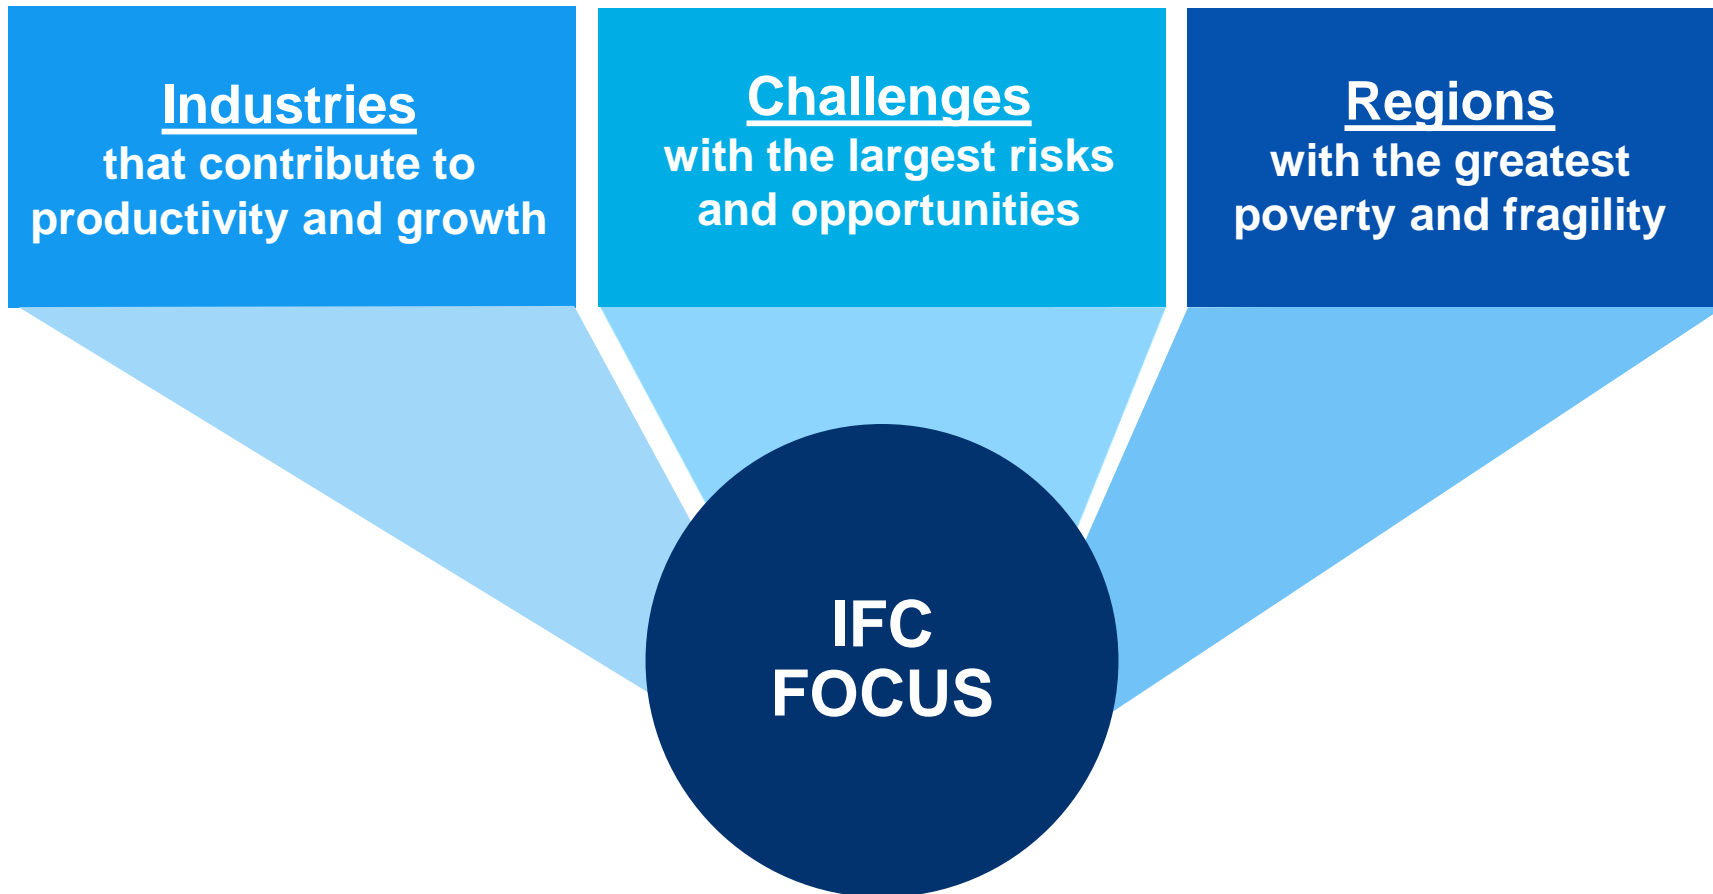 Industries
that contribute to
productivity and growth
Challenges
with the largest risks
and opportunities
Regions
with the greatest
poverty and fragility
IFC
FOCUS